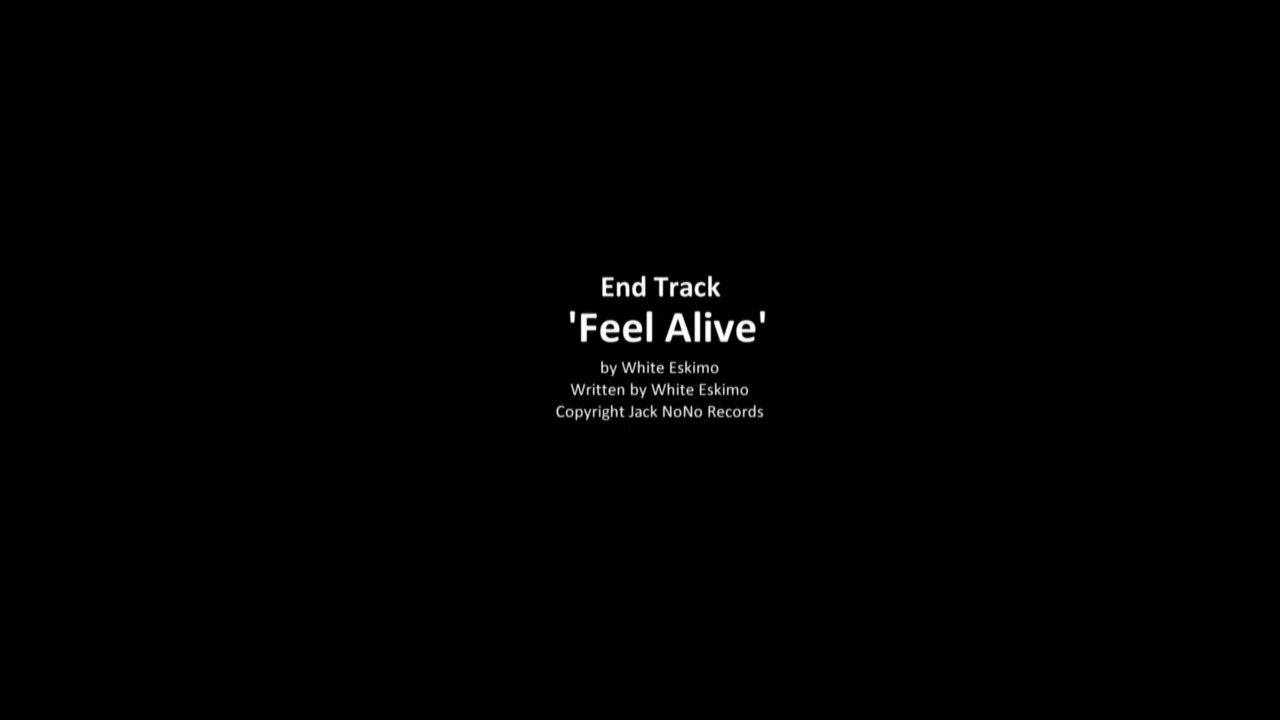 End Track
'Feel Alive'
by White Eskimo
Written by White Eskimo
Copyright Jack NoNo Records